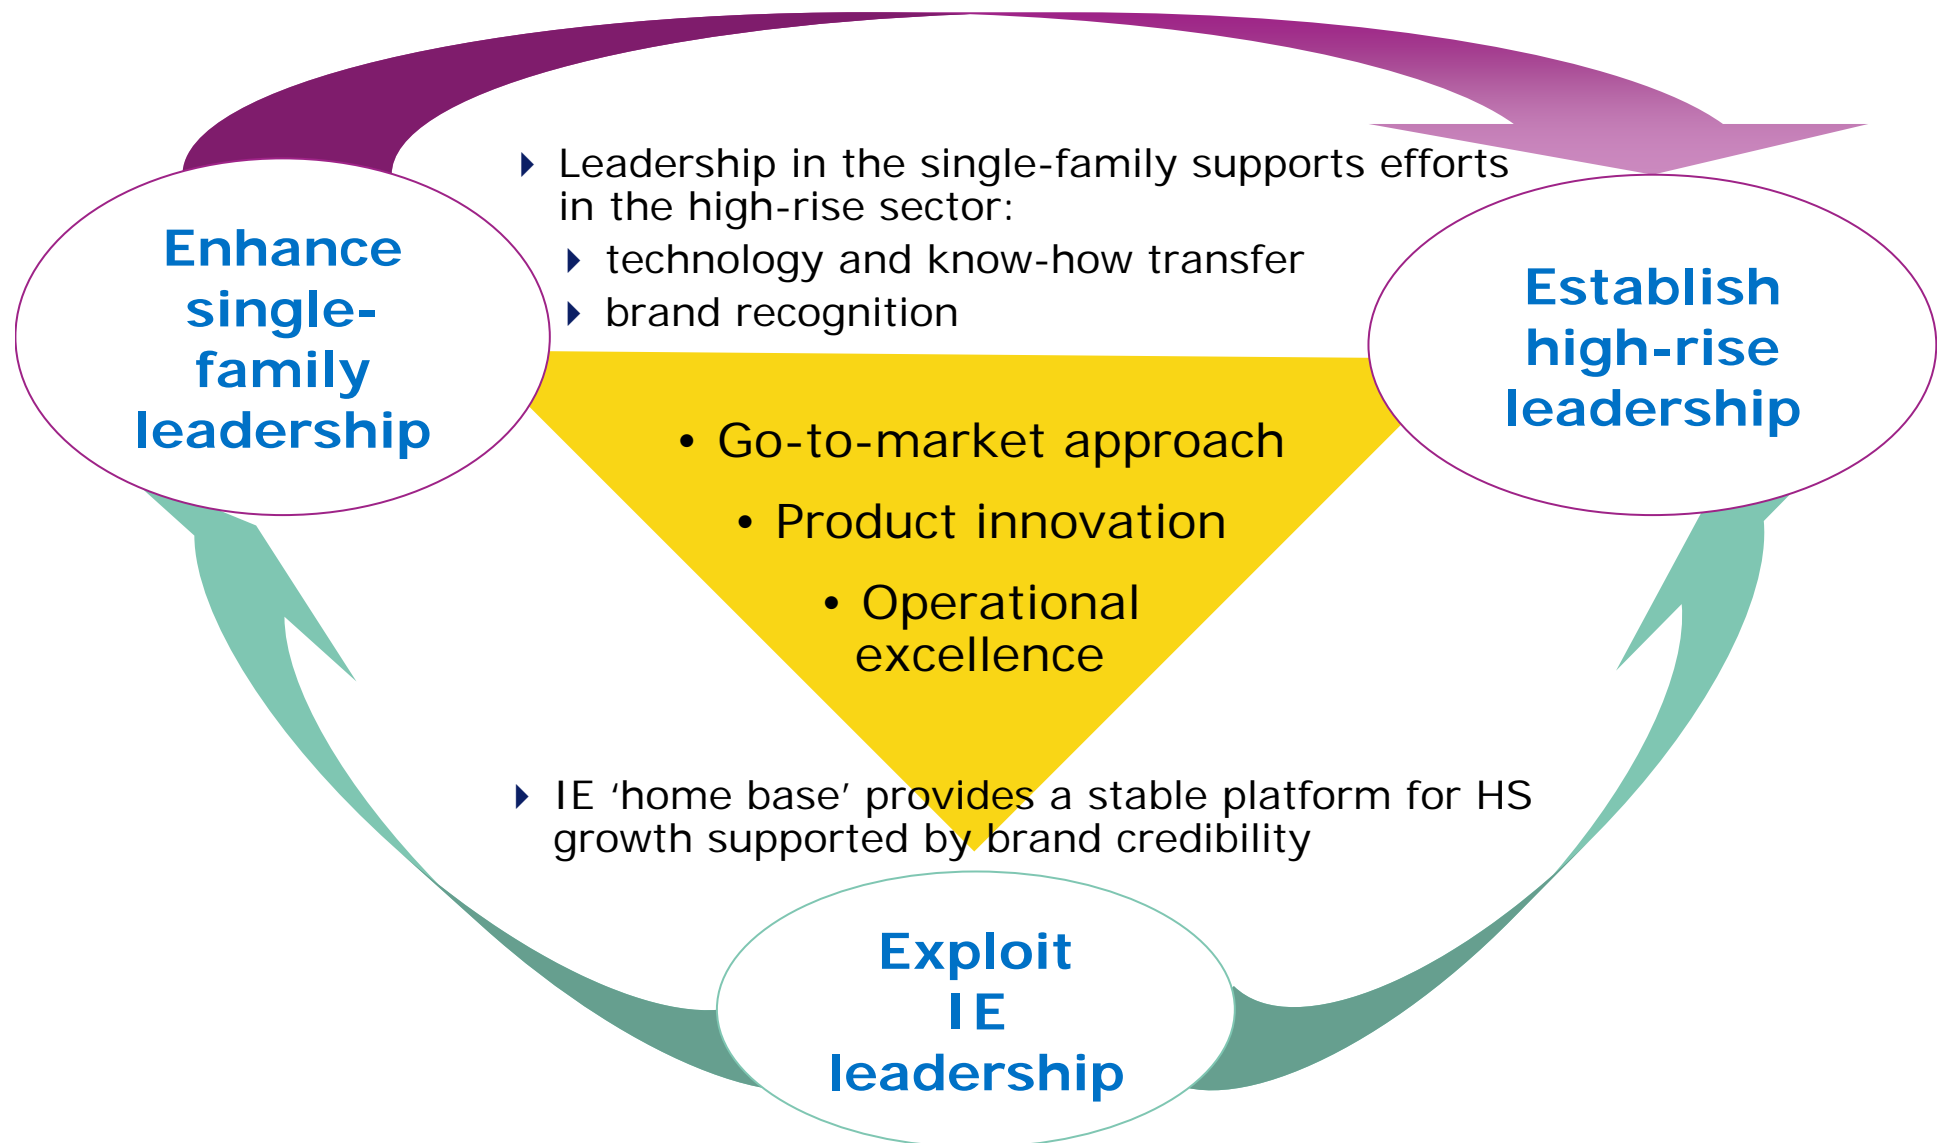 ▸ Leadership in the single-family supports efforts
in the high-rise sector:
▸ technology and know-how transfer
▸ brand recognition
Enhance
single-
family
leadership
Establish
high-rise
leadership
• Go-to-market approach
• Product innovation
• Operational
excellence
▸ IE ‘home base’ provides a stable platform for HS
growth supported by brand credibility
Exploit
IE
leadership